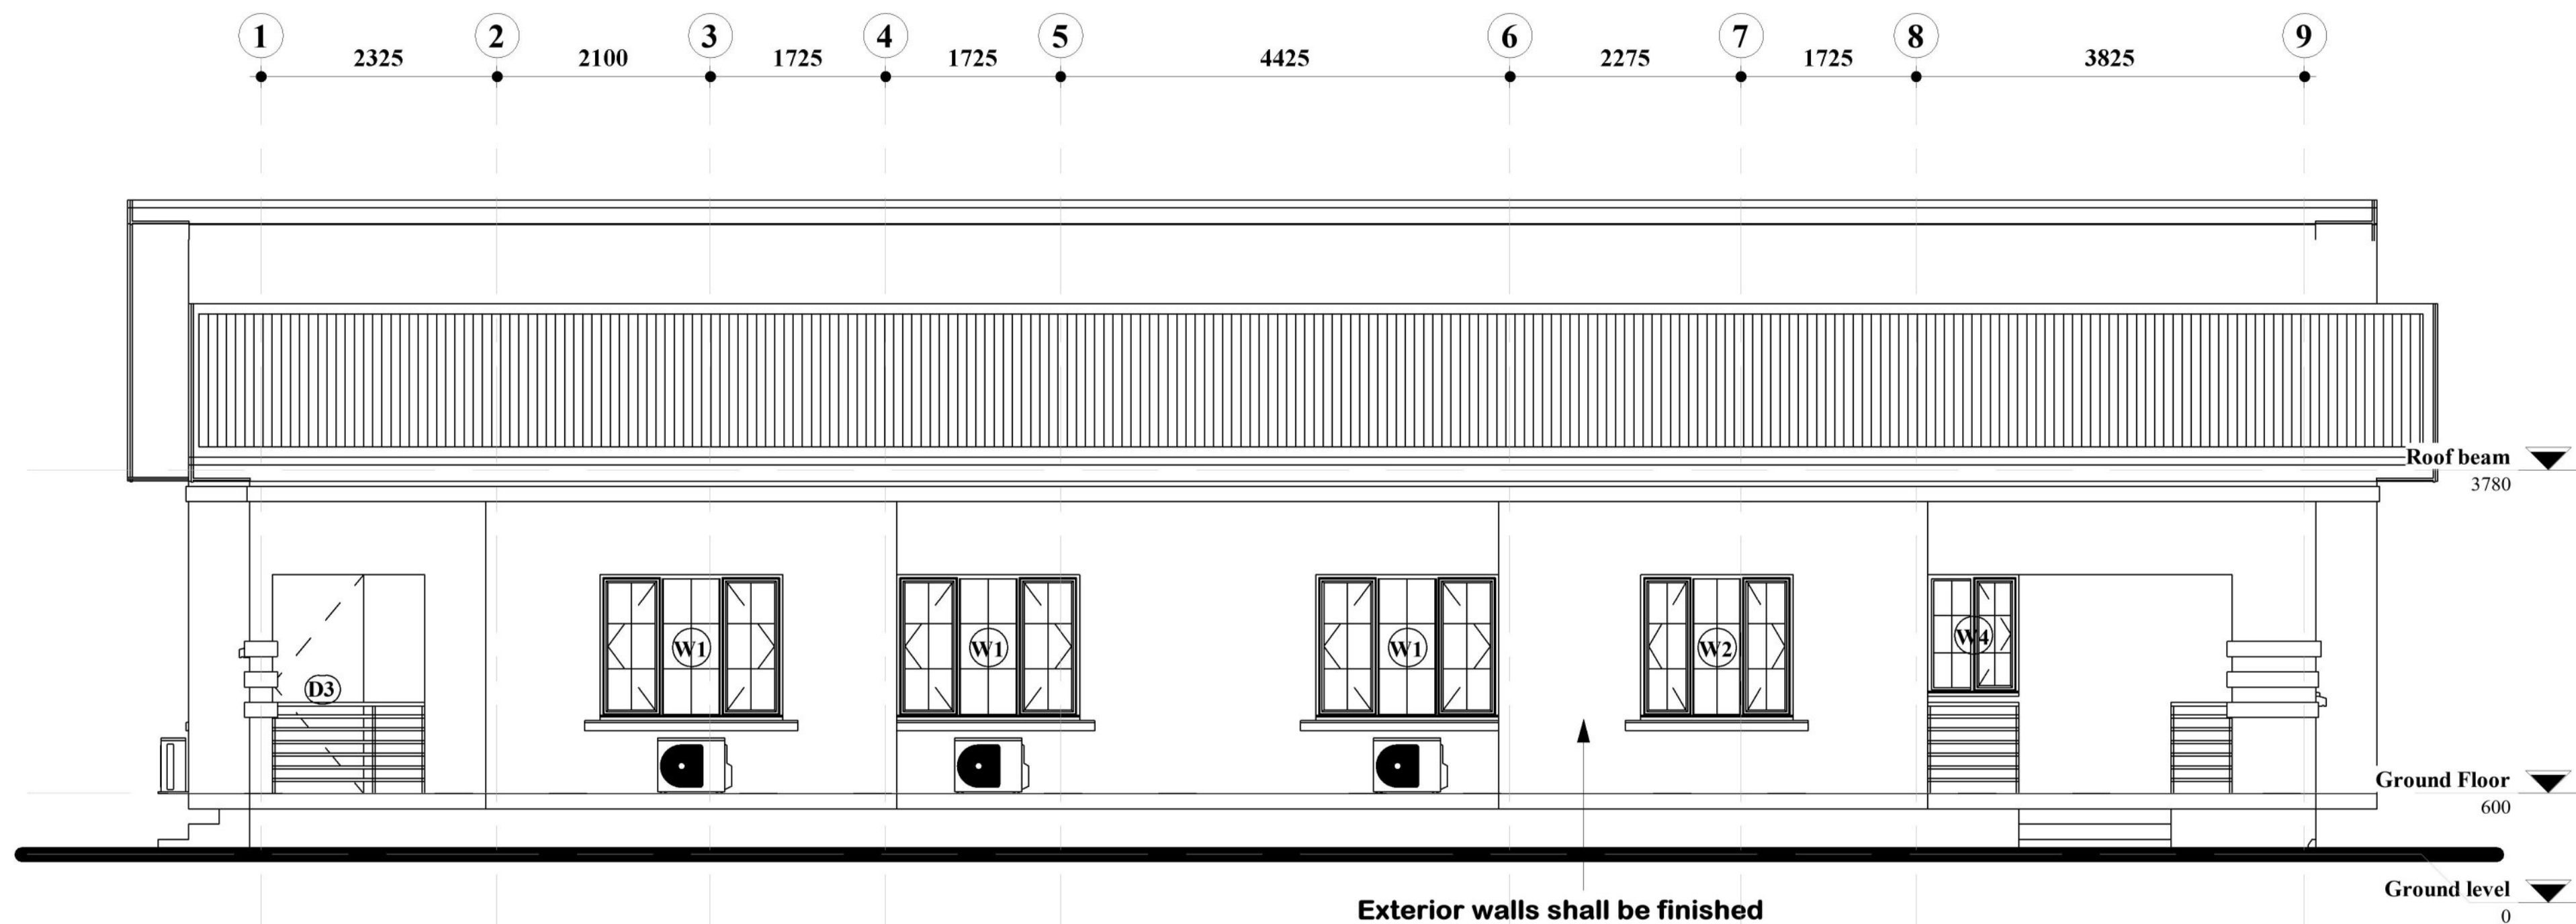 1 2 3 4 5 6 7 8 9
2325 2100 1725 1725 4425 2275 1725 3825
Roof beam
3780
W4
W1 W1 W1 W2
D3
Ground Floor
600
Ground level
0
Exterior walls shall be finished